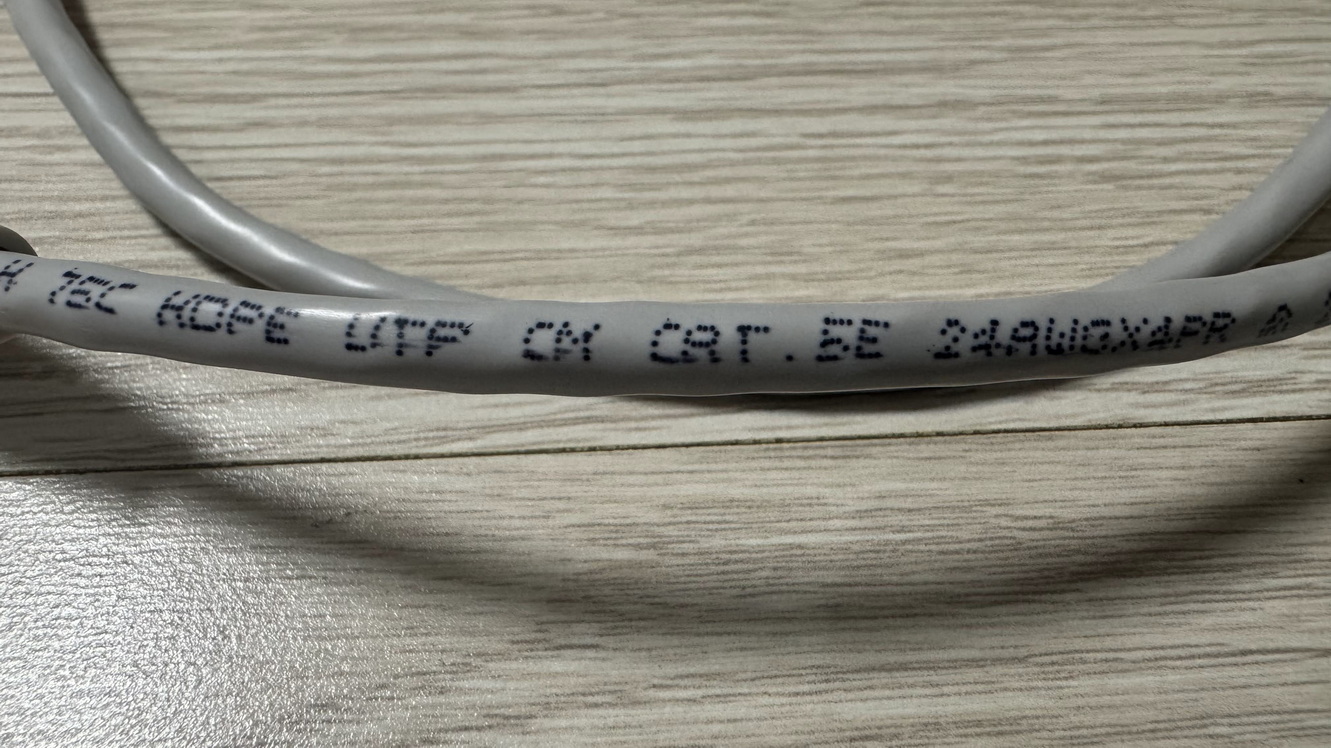 75C HDPE UTP CM CAT.5E 24AWGX4PR